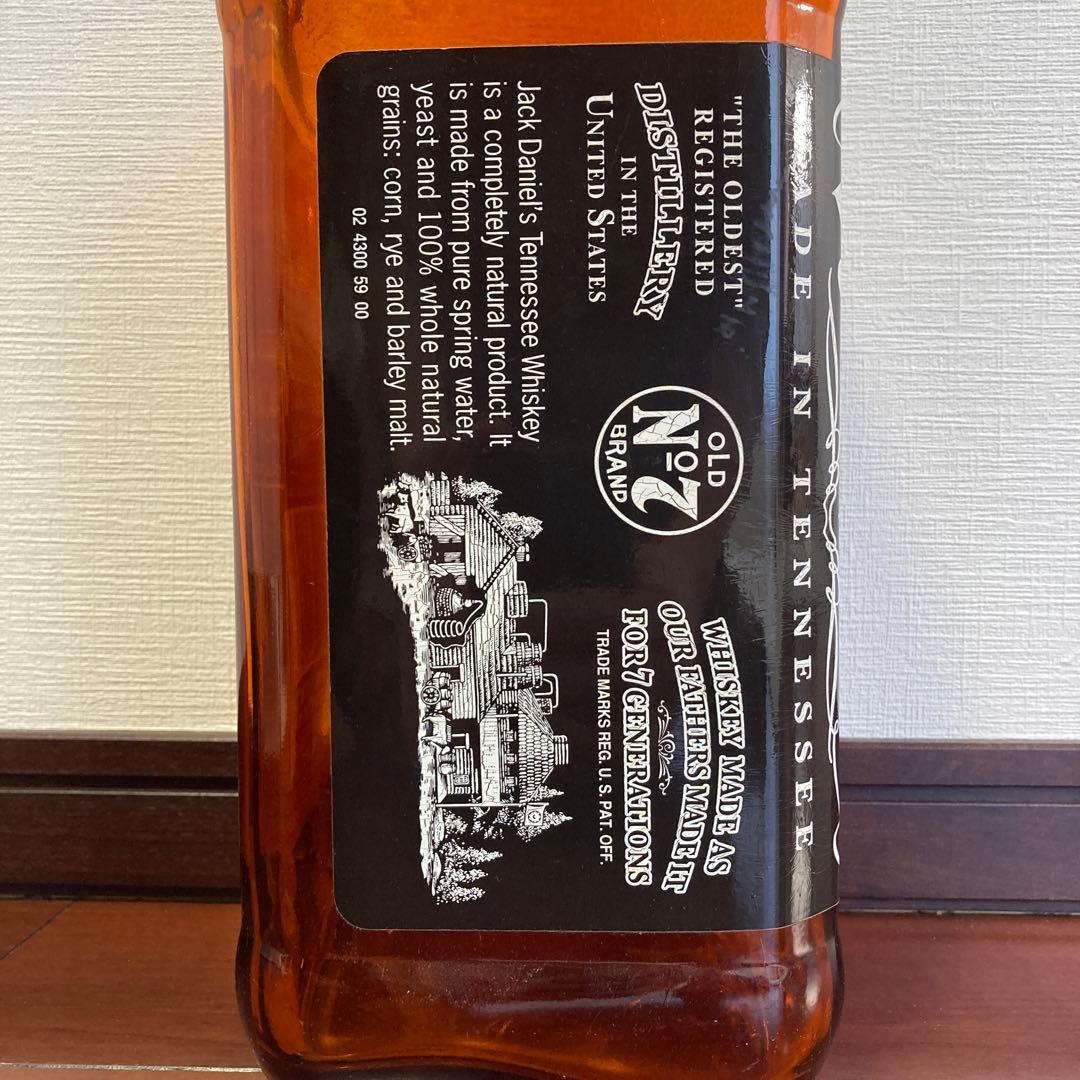 MADE IN TENNESSEE
"THE OLDEST"
REGISTERED
DISTILLERY
IN THE
UNITED STATES
OLD
No7
BRAND
WHISKEY MADE AS
OUR FATHERS MADE IT
FOR 7 GENERATIONS
TRADE MARKS REG. U.S. PAT. OFF.
Jack Daniel's Tennessee Whiskey
is a completely natural product. It
is made from pure spring water,
yeast and 100% whole natural
grains: corn, rye and barley malt.
02 4300 59 00